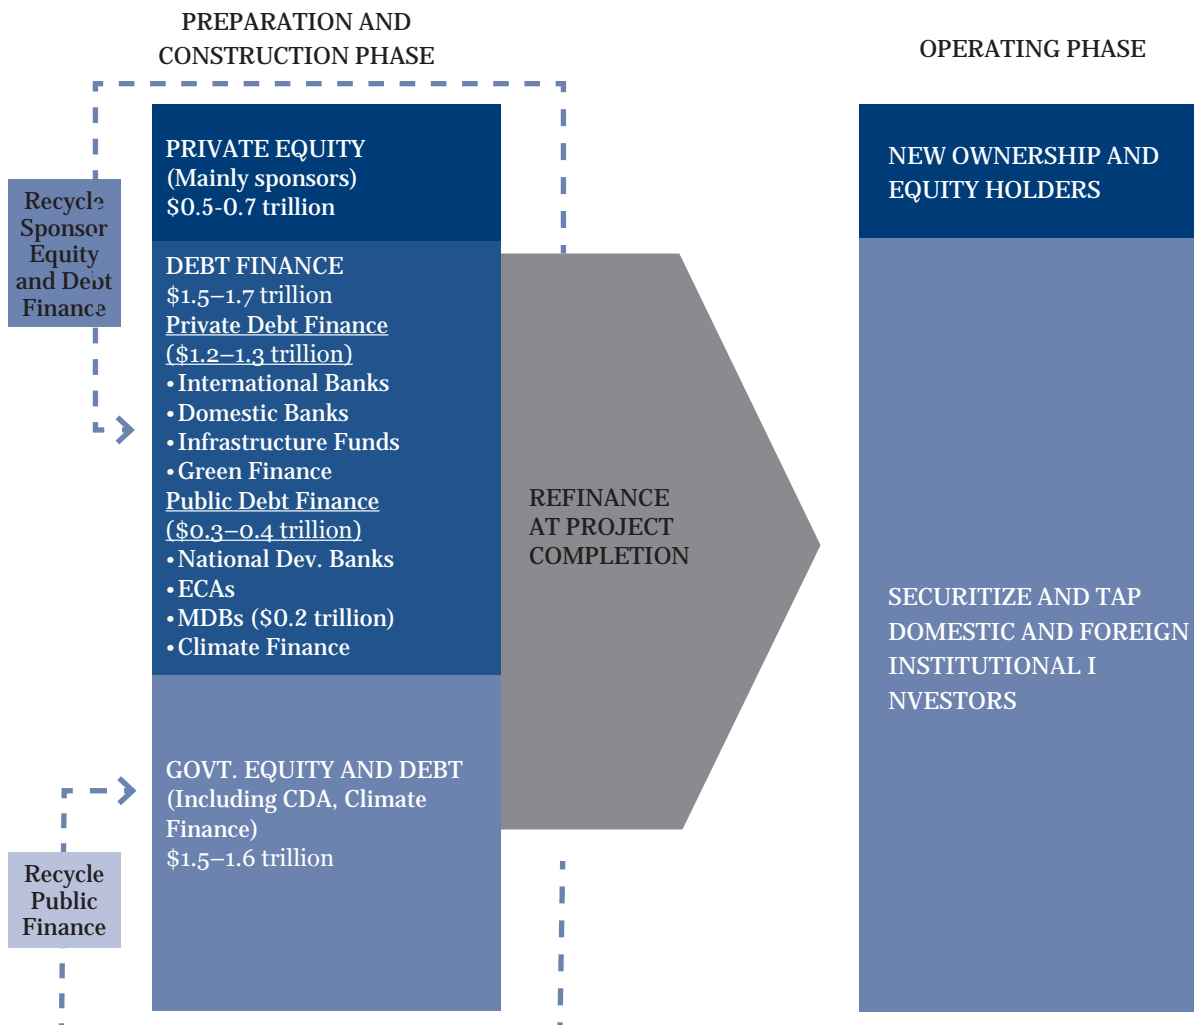 PREPARATION AND
CONSTRUCTION PHASE
OPERATING PHASE
Recycle
Sponsor
Equity
and Debt
Finance
PRIVATE EQUITY
(Mainly sponsors)
$0.5-0.7 trillion
DEBT FINANCE
$1.5–1.7 trillion
Private Debt Finance
($1.2–1.3 trillion)
•International Banks
•Domestic Banks
•Infrastructure Funds
•Green Finance
Public Debt Finance
($0.3–0.4 trillion)
•National Dev. Banks
•ECAs
•MDBs ($0.2 trillion)
•Climate Finance
GOVT. EQUITY AND DEBT
(Including CDA, Climate
Finance)
$1.5–1.6 trillion
Recycle
Public
Finance
REFINANCE
AT PROJECT
COMPLETION
NEW OWNERSHIP AND
EQUITY HOLDERS
SECURITIZE AND TAP
DOMESTIC AND FOREIGN
INSTITUTIONAL I
NVESTORS